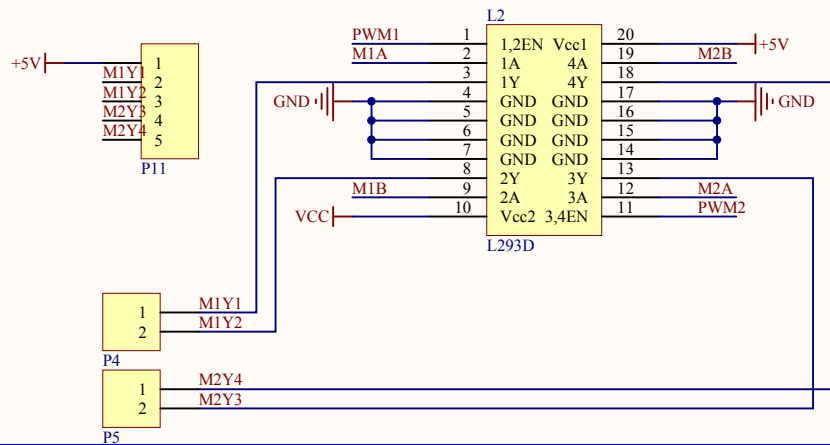 L2
PWM1 1 1,2EN Vcc1 20 +5V
M1A 2 1A 4A 19 M2B
3 1Y 4Y 18
GND 4 GND GND 17 GND
5 GND GND 16
6 GND GND 15
7 GND GND 14
8 2Y 3Y 13
M1B 9 2A 3A 12 M2A
VCC 10 Vcc2 3,4EN 11 PWM2
L293D
+5V 1
M1Y1 2
M1Y2 3
M2Y3 4
M2Y4 5
P11
1 M1Y1
2 M1Y2
P4
1 M2Y4
2 M2Y3
P5